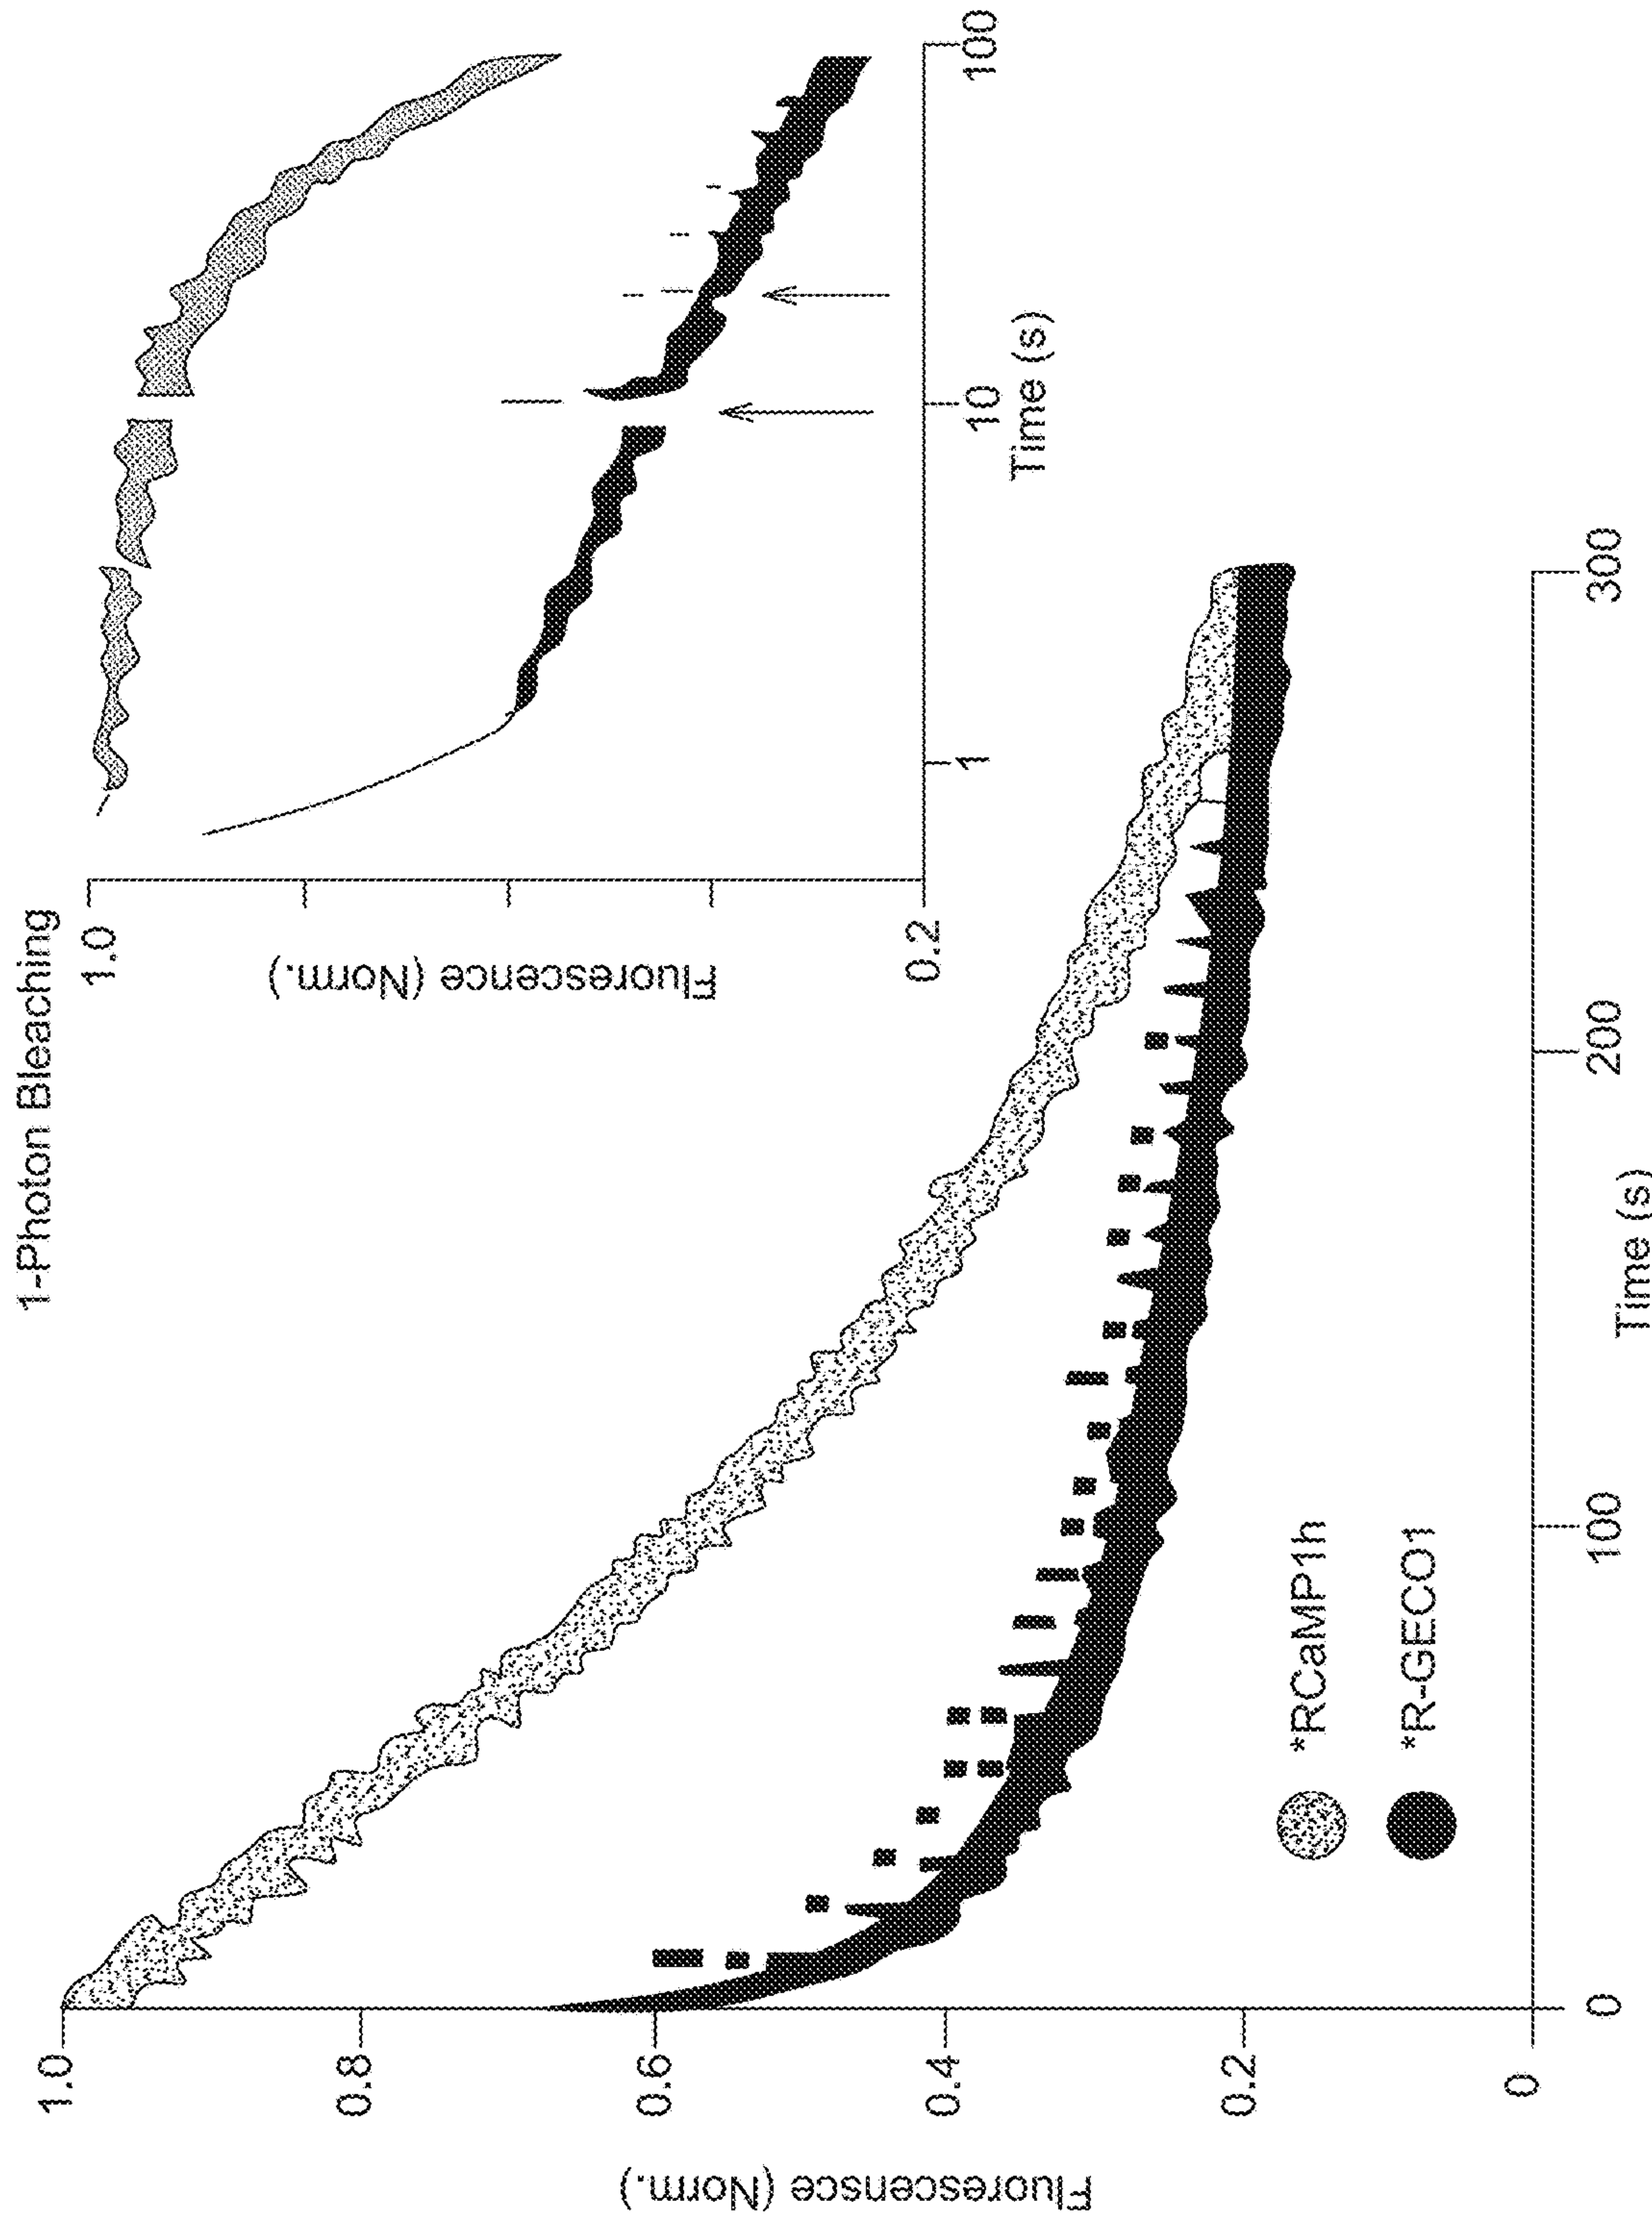 1-Photon Bleaching
Fluorescensce (Norm.)
1.0
0.8
0.6
0.4
0.2
0
0
100
200
300
Time (s)
*RCaMP1h
*R-GECO1
Fluorescence (Norm.)
1.0
0.2
1
10
100
Time (s)